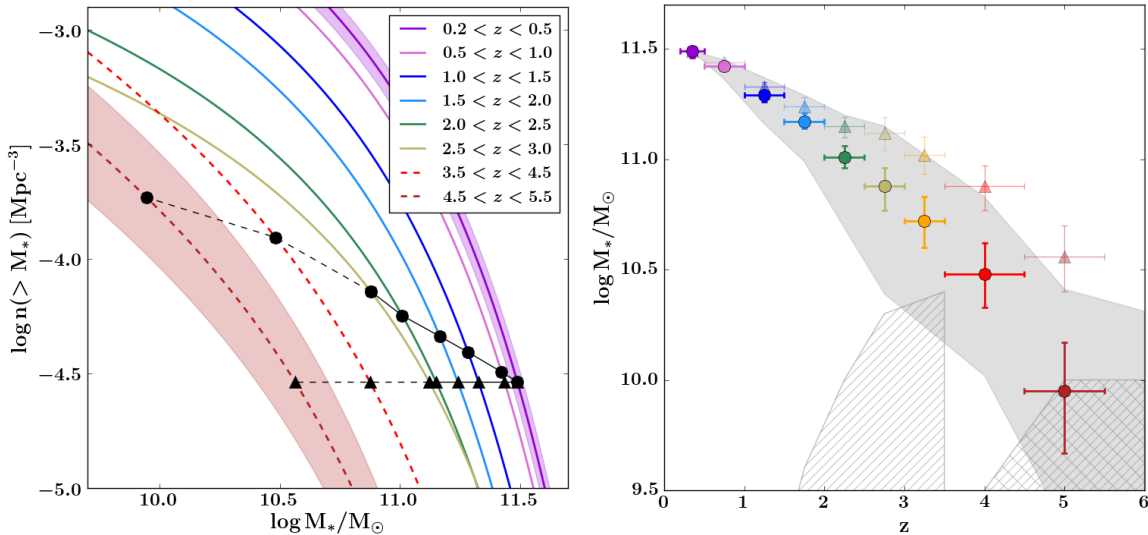 −3.0
−3.5
−4.0
−4.5
−5.0
log n(> M∗) [Mpc⁻³]
10.0 10.5 11.0 11.5
log M∗/M⊙
0.2 < z < 0.5
0.5 < z < 1.0
1.0 < z < 1.5
1.5 < z < 2.0
2.0 < z < 2.5
2.5 < z < 3.0
3.5 < z < 4.5
4.5 < z < 5.5
11.5
11.0
10.5
10.0
9.5
log M∗/M⊙
0 1 2 3 4 5 6
z